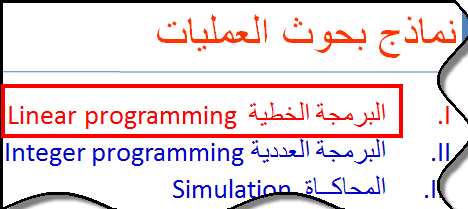 نماذج بحوث العمليات
I. البرمجة الخطية Linear programming
II. البرمجة العددية Integer programming
المحاكـاة Simulation